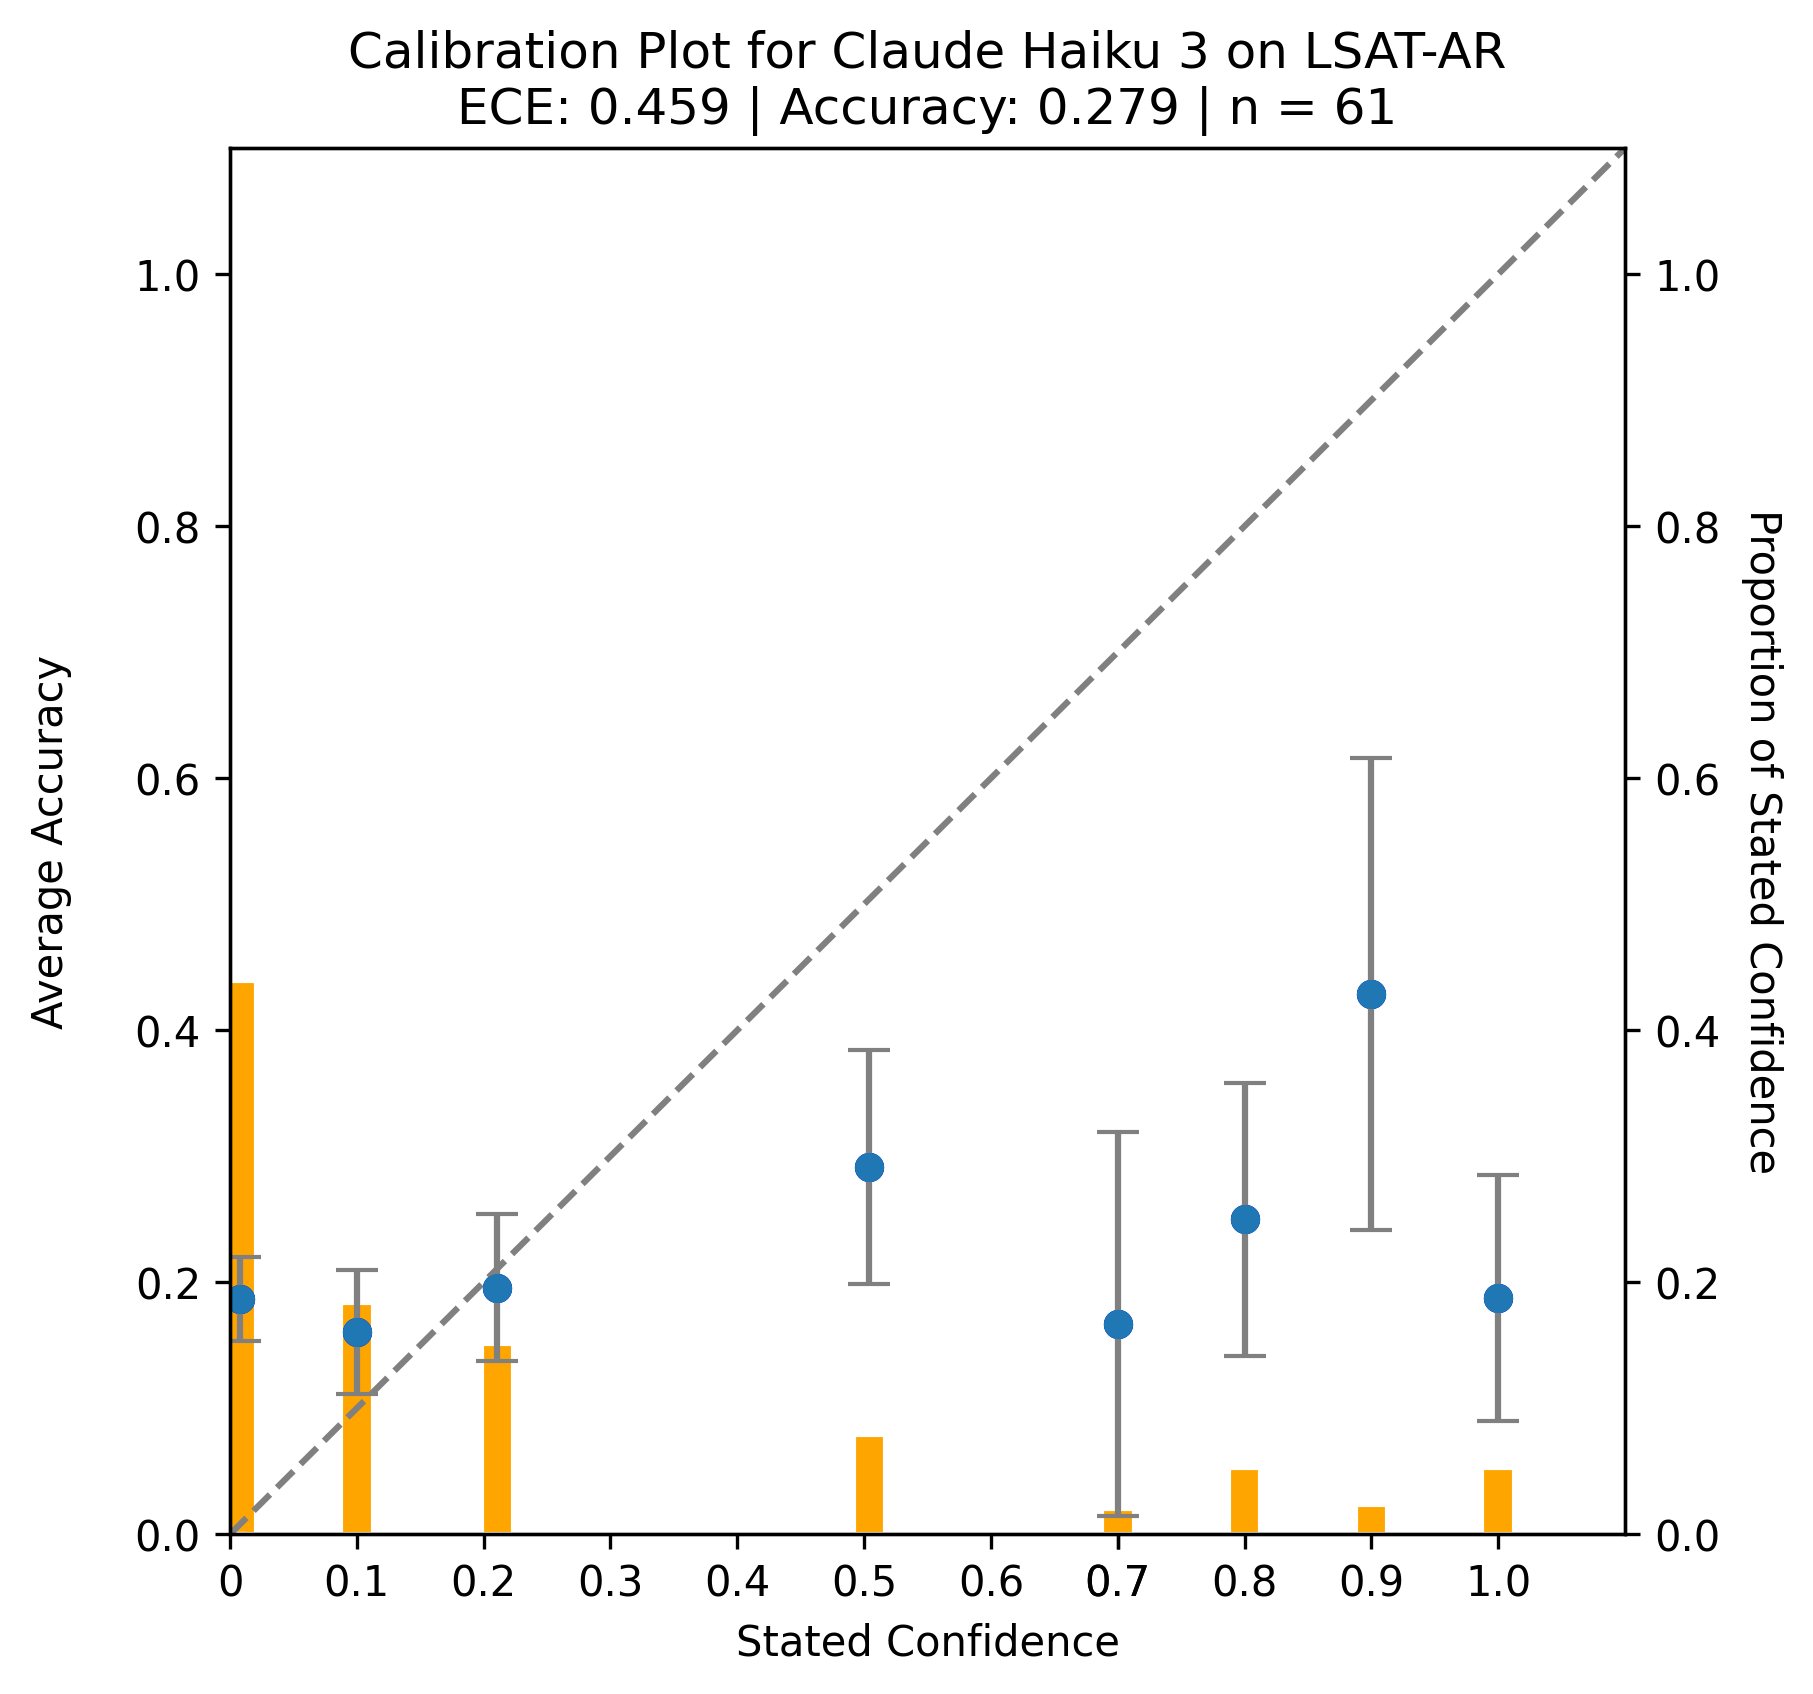 Calibration Plot for Claude Haiku 3 on LSAT-AR
ECE: 0.459 | Accuracy: 0.279 | n = 61
Average Accuracy
1.0
0.8
0.6
0.4
0.2
0.0
1.0
0.8
0.6
0.4
0.2
0.0
Proportion of Stated Confidence
0 0.1 0.2 0.3 0.4 0.5 0.6 0.7 0.8 0.9 1.0
Stated Confidence